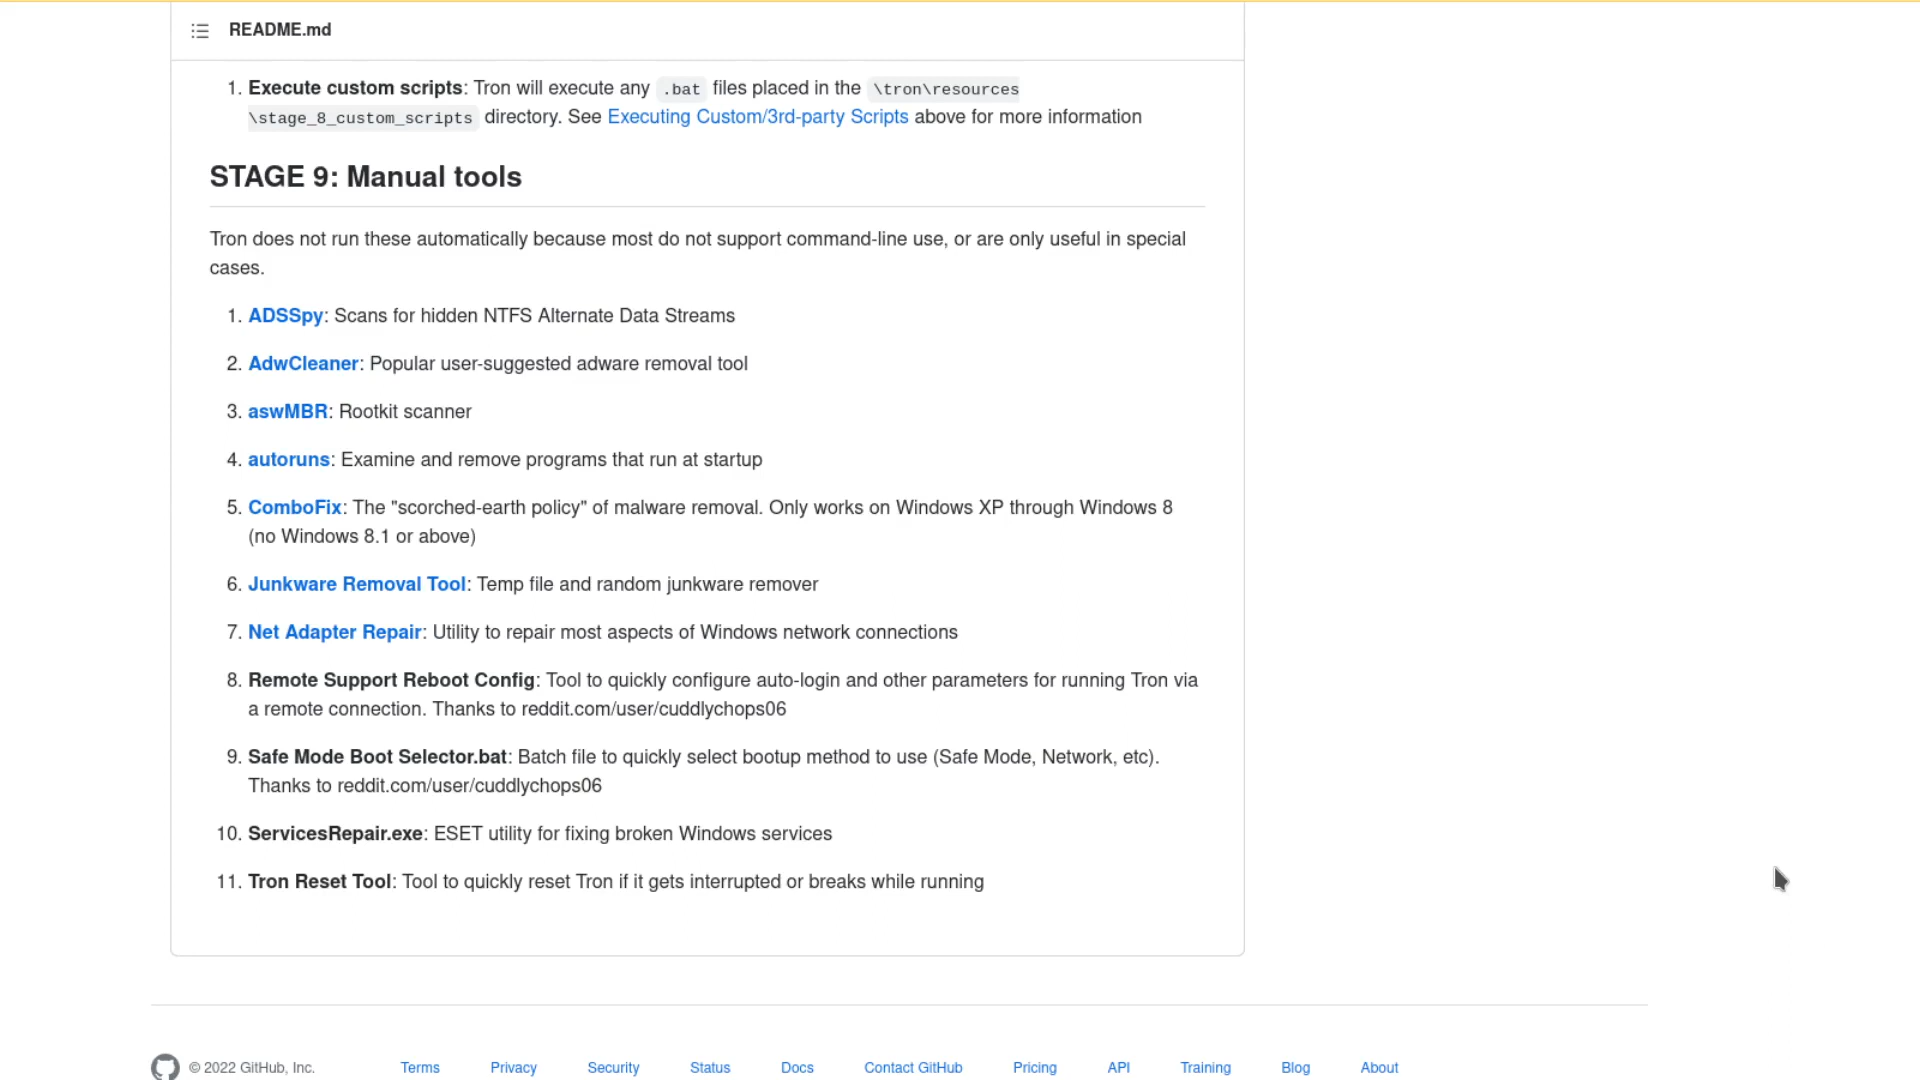 README.md
1. Execute custom scripts: Tron will execute any .bat files placed in the \tron\resources
\stage_8_custom_scripts directory. See Executing Custom/3rd-party Scripts above for more information
STAGE 9: Manual tools
Tron does not run these automatically because most do not support command-line use, or are only useful in special
cases.
1. ADSSpy: Scans for hidden NTFS Alternate Data Streams
2. AdwCleaner: Popular user-suggested adware removal tool
3. aswMBR: Rootkit scanner
4. autoruns: Examine and remove programs that run at startup
5. ComboFix: The "scorched-earth policy" of malware removal. Only works on Windows XP through Windows 8
(no Windows 8.1 or above)
6. Junkware Removal Tool: Temp file and random junkware remover
7. Net Adapter Repair: Utility to repair most aspects of Windows network connections
8. Remote Support Reboot Config: Tool to quickly configure auto-login and other parameters for running Tron via
a remote connection. Thanks to reddit.com/user/cuddlychops06
9. Safe Mode Boot Selector.bat: Batch file to quickly select bootup method to use (Safe Mode, Network, etc).
Thanks to reddit.com/user/cuddlychops06
10. ServicesRepair.exe: ESET utility for fixing broken Windows services
11. Tron Reset Tool: Tool to quickly reset Tron if it gets interrupted or breaks while running
© 2022 GitHub, Inc. Terms Privacy Security Status Docs Contact GitHub Pricing API Training Blog About